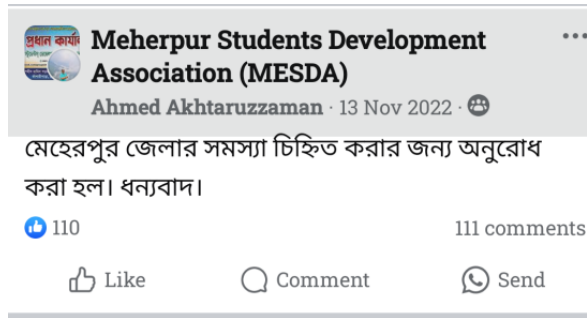 Meherpur Students Development
Association (MESDA)
Ahmed Akhtaruzzaman · 13 Nov 2022 ·
মেহেরপুর জেলার সমস্যা চিহ্নিত করার জন্য অনুরোধ
করা হল। ধন্যবাদ।
110 111 comments
Like Comment Send